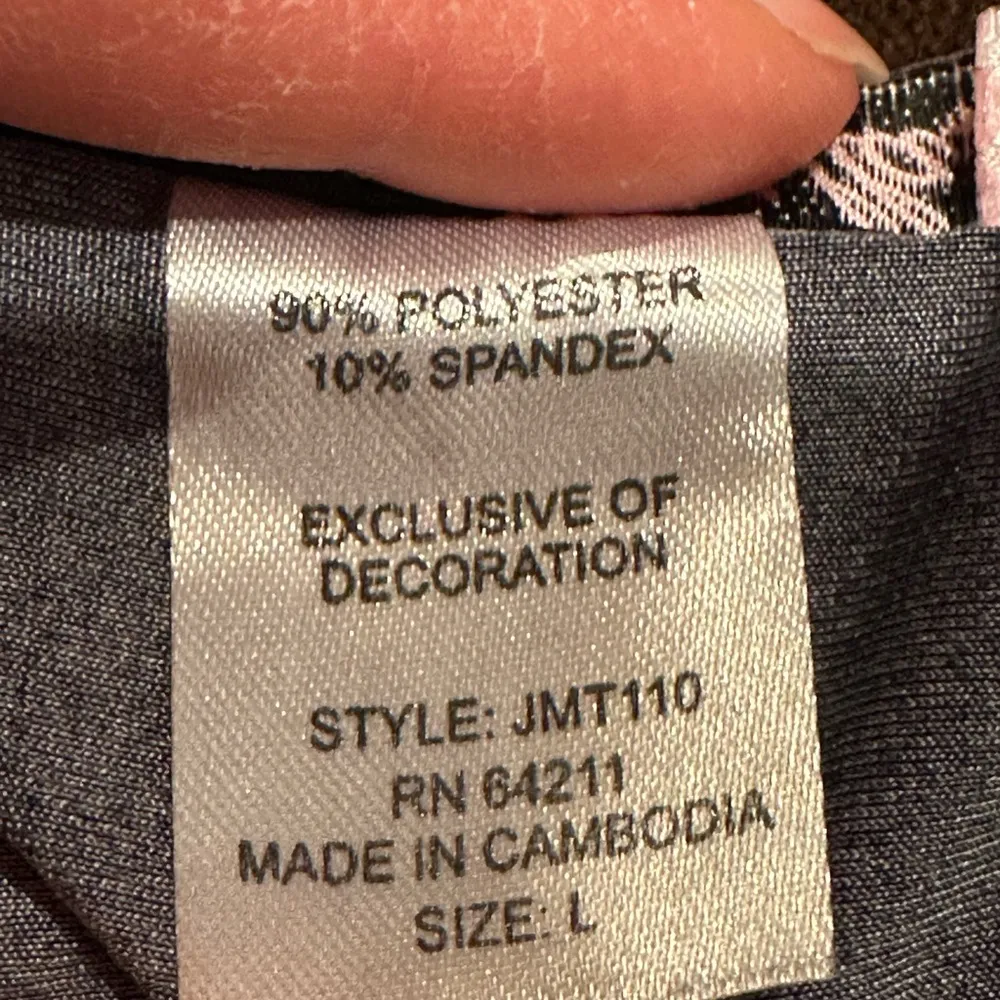 90% POLYESTER
10% SPANDEX
EXCLUSIVE OF
DECORATION
STYLE: JMT110
RN 64211
MADE IN CAMBODIA
SIZE: L